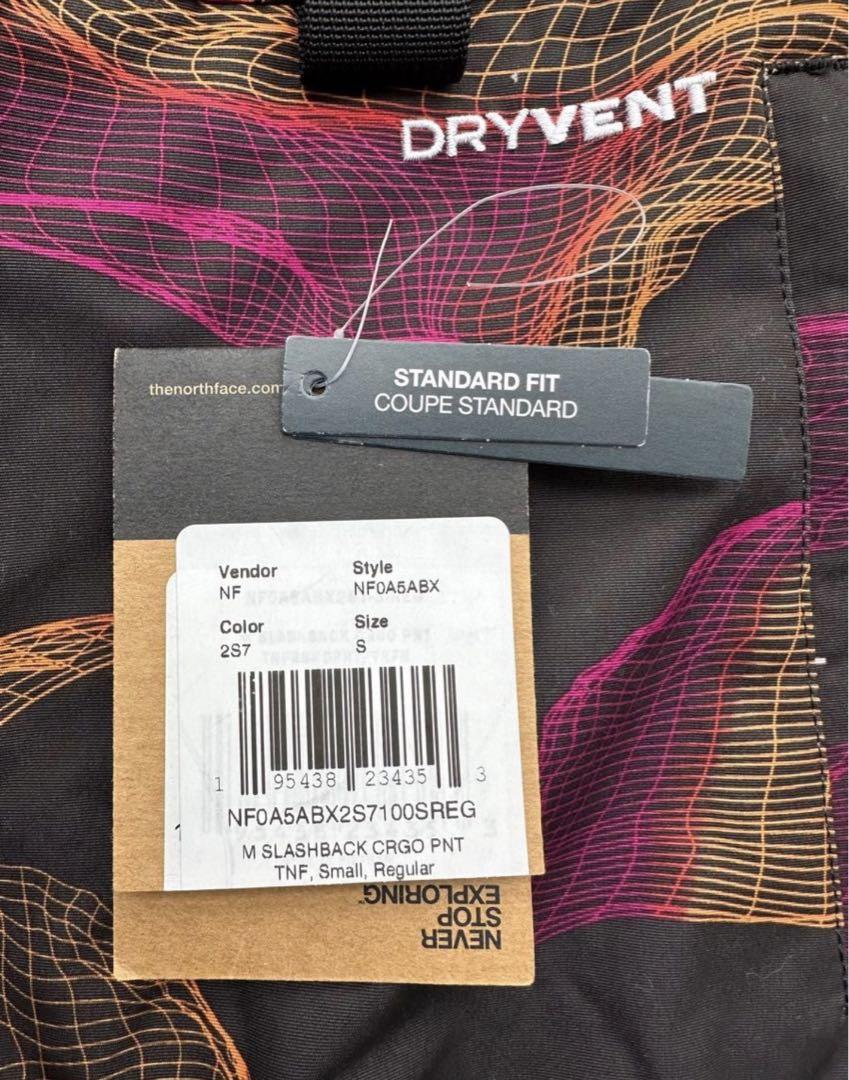 DRYVENT
thenorthface.com
STANDARD FIT
COUPE STANDARD
Vendor Style
NF NF0A5ABX
Color Size
2S7 S
1 95438 23435 3
NF0A5ABX2S7100SREG
M SLASHBACK CRGO PNT
TNF, Small, Regular
NEVER
STOP
EXPLORING™